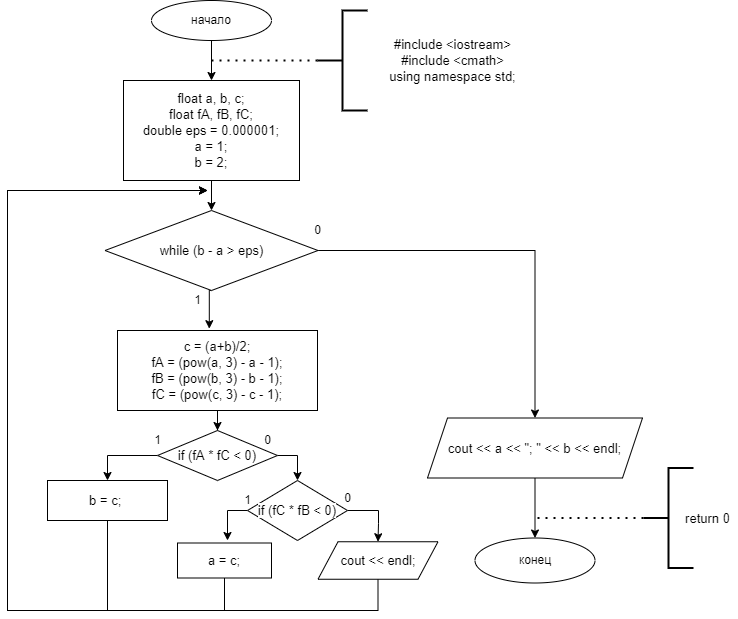 начало
#include <iostream>
#include <cmath>
using namespace std;
float a, b, c;
float fA, fB, fC;
double eps = 0.000001;
a = 1;
b = 2;
0
while (b - a > eps)
1
c = (a+b)/2;
fA = (pow(a, 3) - a - 1);
fB = (pow(b, 3) - b - 1);
fC = (pow(c, 3) - c - 1);
cout << a << "; " << b << endl;
1
0
if (fA * fC < 0)
b = c;
1
0
if (fC * fB < 0)
return 0
a = c;
cout << endl;
конец